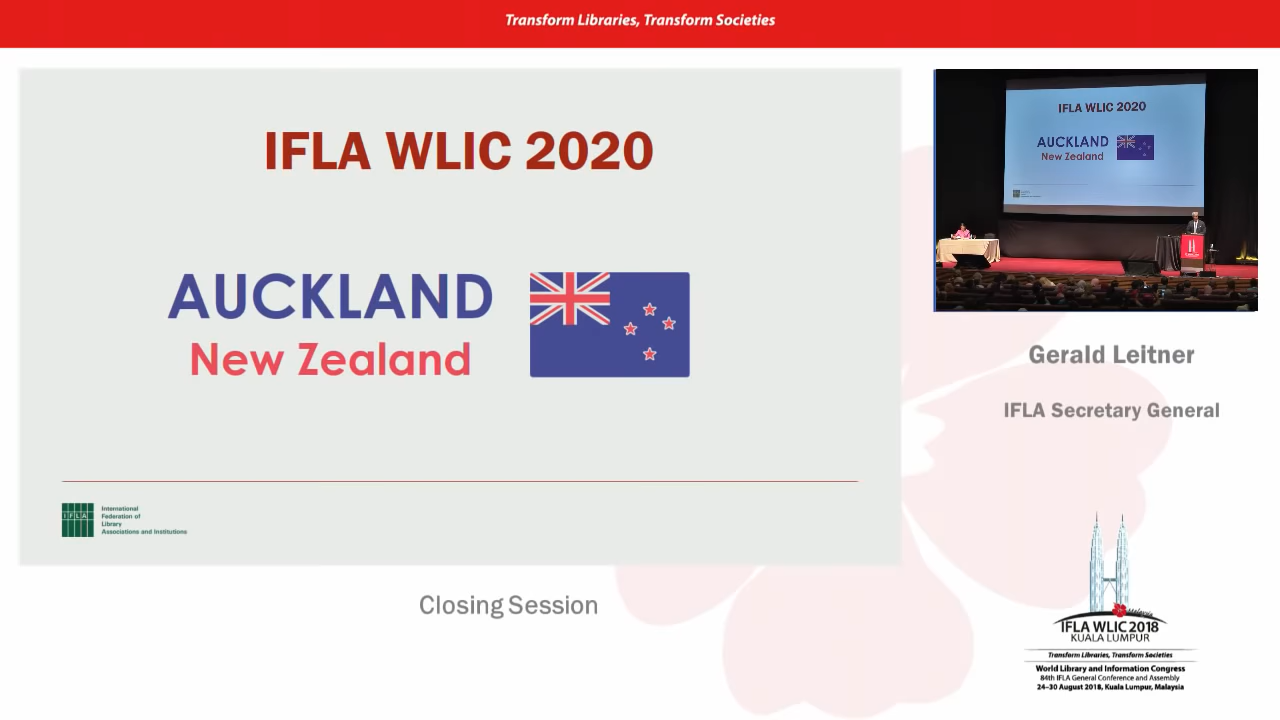 Transform Libraries, Transform Societies
IFLA WLIC 2020
AUCKLAND
New Zealand
IFLA
International
Federation of
Library
Associations and Institutions
Closing Session
IFLA WLIC 2020
AUCKLAND
New Zealand
Gerald Leitner
IFLA Secretary General
Malaysia
IFLA WLIC 2018
KUALA LUMPUR
Transform Libraries, Transform Societies
World Library and Information Congress
84th IFLA General Conference and Assembly
24–30 August 2018, Kuala Lumpur, Malaysia